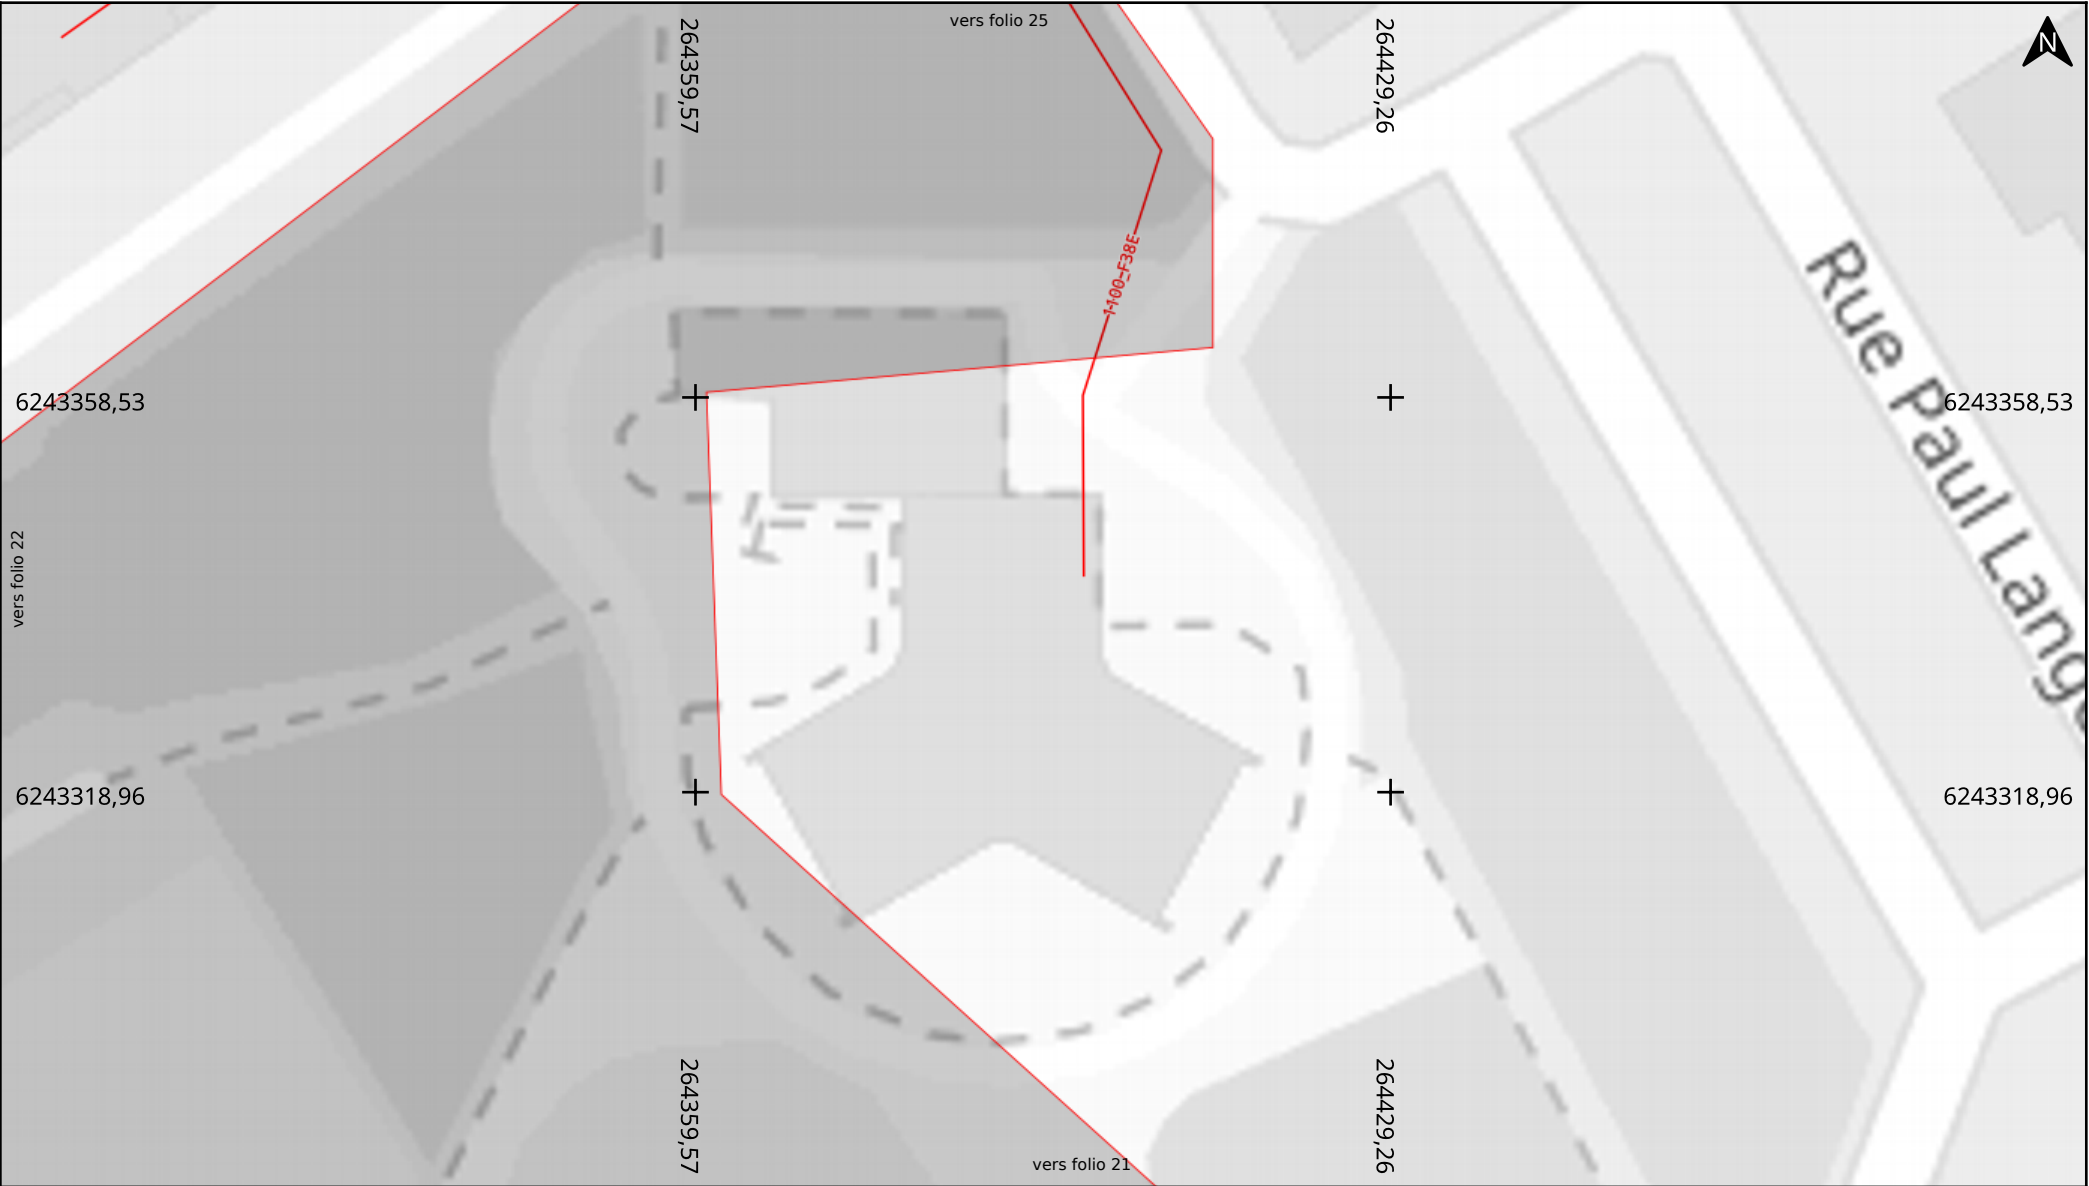 vers folio 25
264359,57
264429,26
N
1100_F38E
Rue Paul Lang
6243358,53
6243358,53
vers folio 22
6243318,96
6243318,96
264359,57
264429,26
vers folio 21